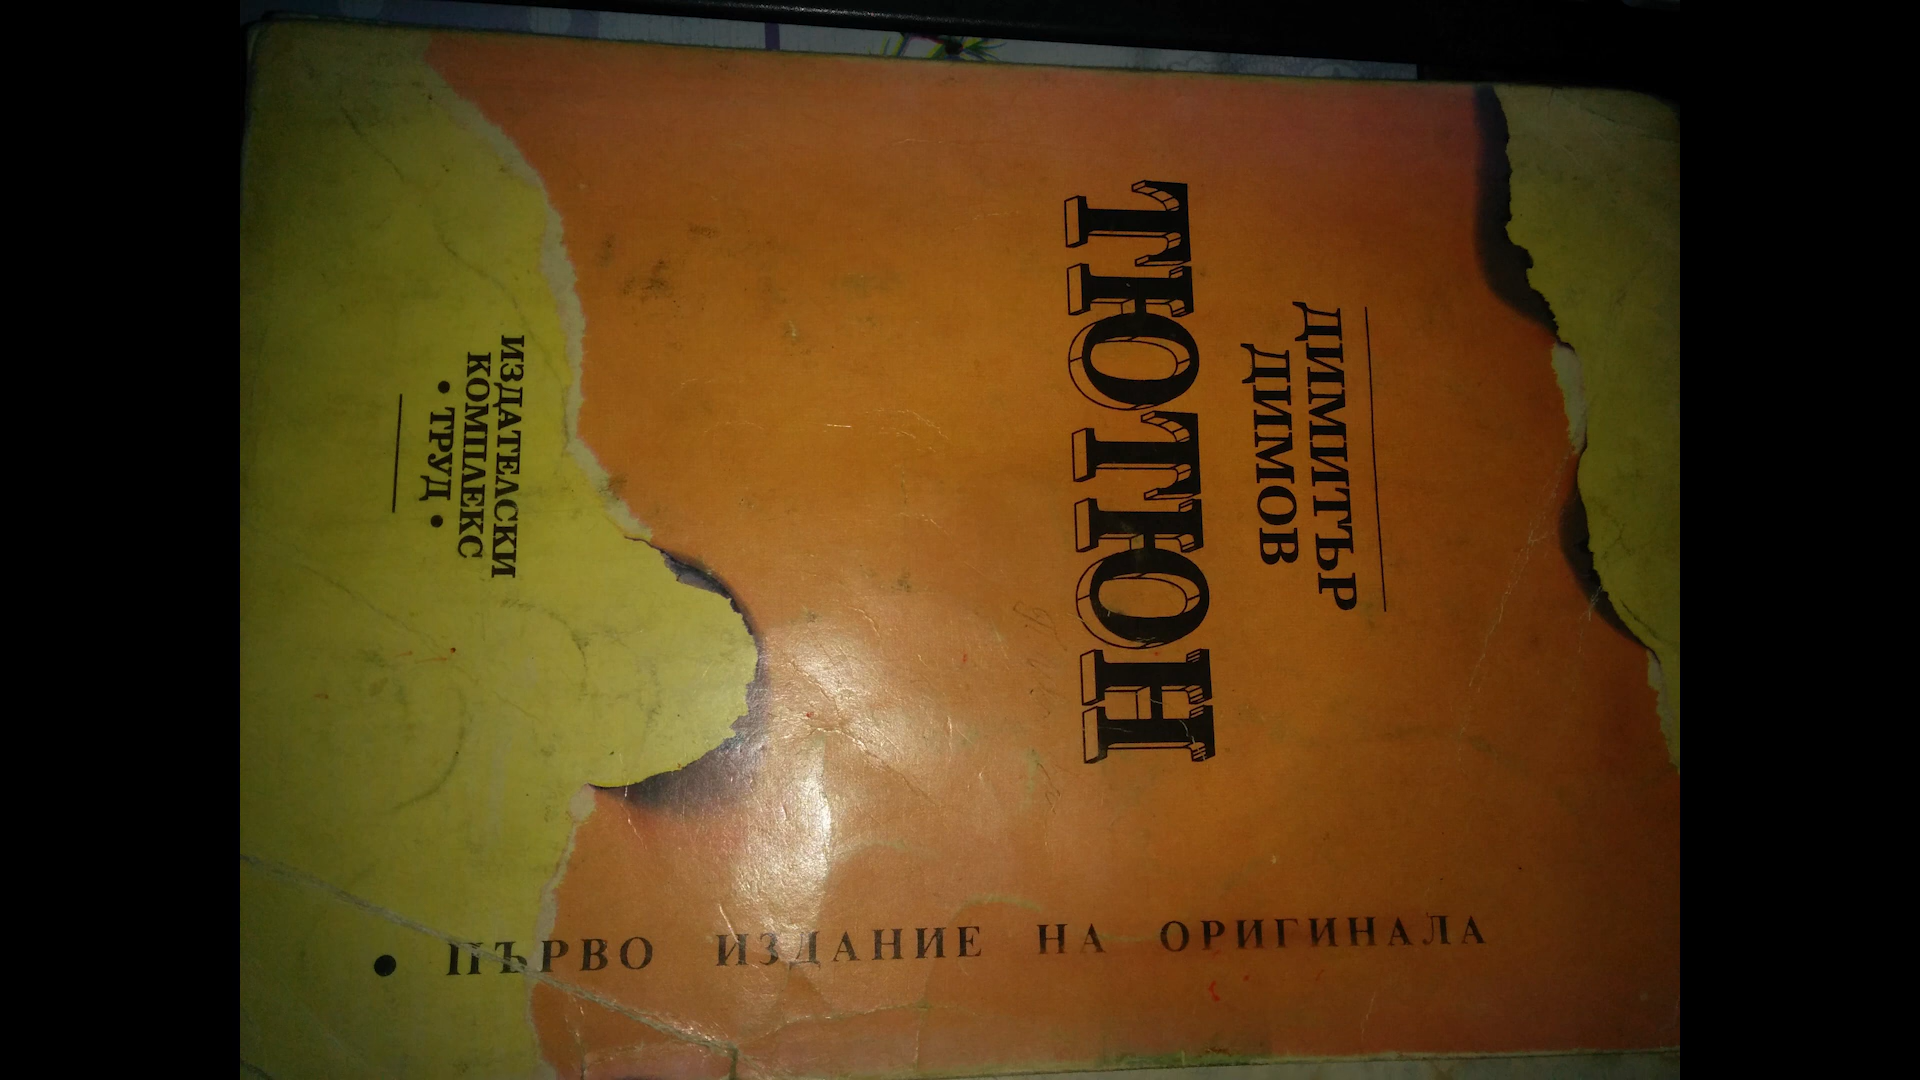 ДИМИТЪР
ДИМОВ
ТЮТЮН
ИЗДАТЕЛСКИ
КОМПЛЕКС
• ТРУД •
• ПЪРВО ИЗДАНИЕ НА ОРИГИНАЛА